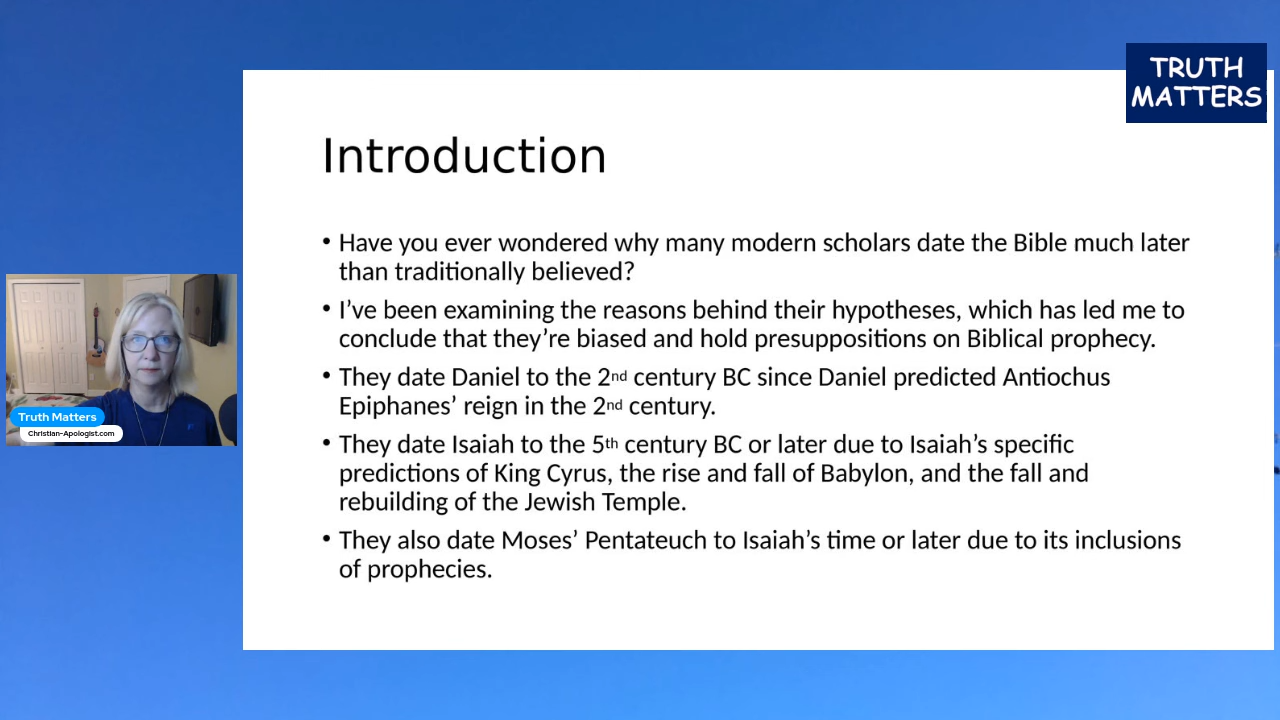 TRUTH
MATTERS
Introduction
• Have you ever wondered why many modern scholars date the Bible much later
than traditionally believed?
• I’ve been examining the reasons behind their hypotheses, which has led me to
conclude that they’re biased and hold presuppositions on Biblical prophecy.
• They date Daniel to the 2nd century BC since Daniel predicted Antiochus
Epiphanes’ reign in the 2nd century.
• They date Isaiah to the 5th century BC or later due to Isaiah’s specific
predictions of King Cyrus, the rise and fall of Babylon, and the fall and
rebuilding of the Jewish Temple.
• They also date Moses’ Pentateuch to Isaiah’s time or later due to its inclusions
of prophecies.
Truth Matters
Christian-Apologist.com